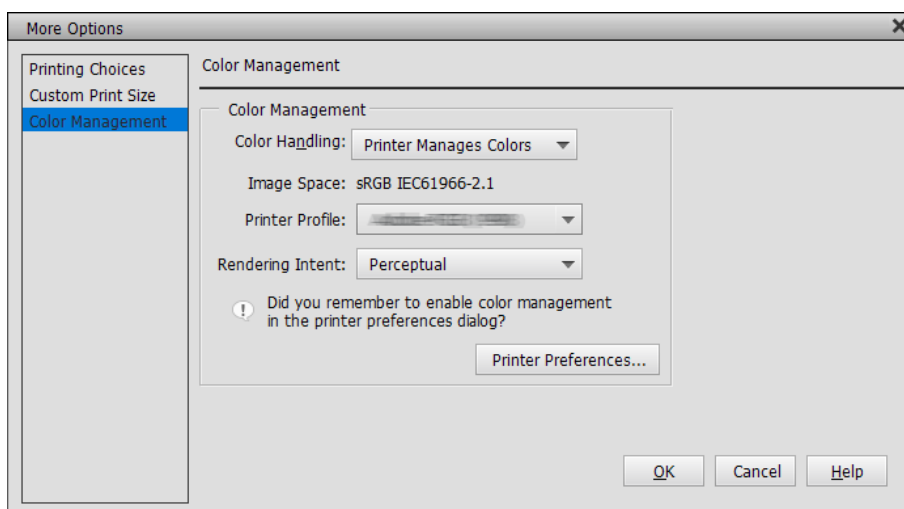 More Options
Printing Choices
Custom Print Size
Color Management
Color Management
Color Management
Color Handling: Printer Manages Colors
Image Space: sRGB IEC61966-2.1
Printer Profile:
Rendering Intent: Perceptual
Did you remember to enable color management
in the printer preferences dialog?
Printer Preferences...
OK Cancel Help